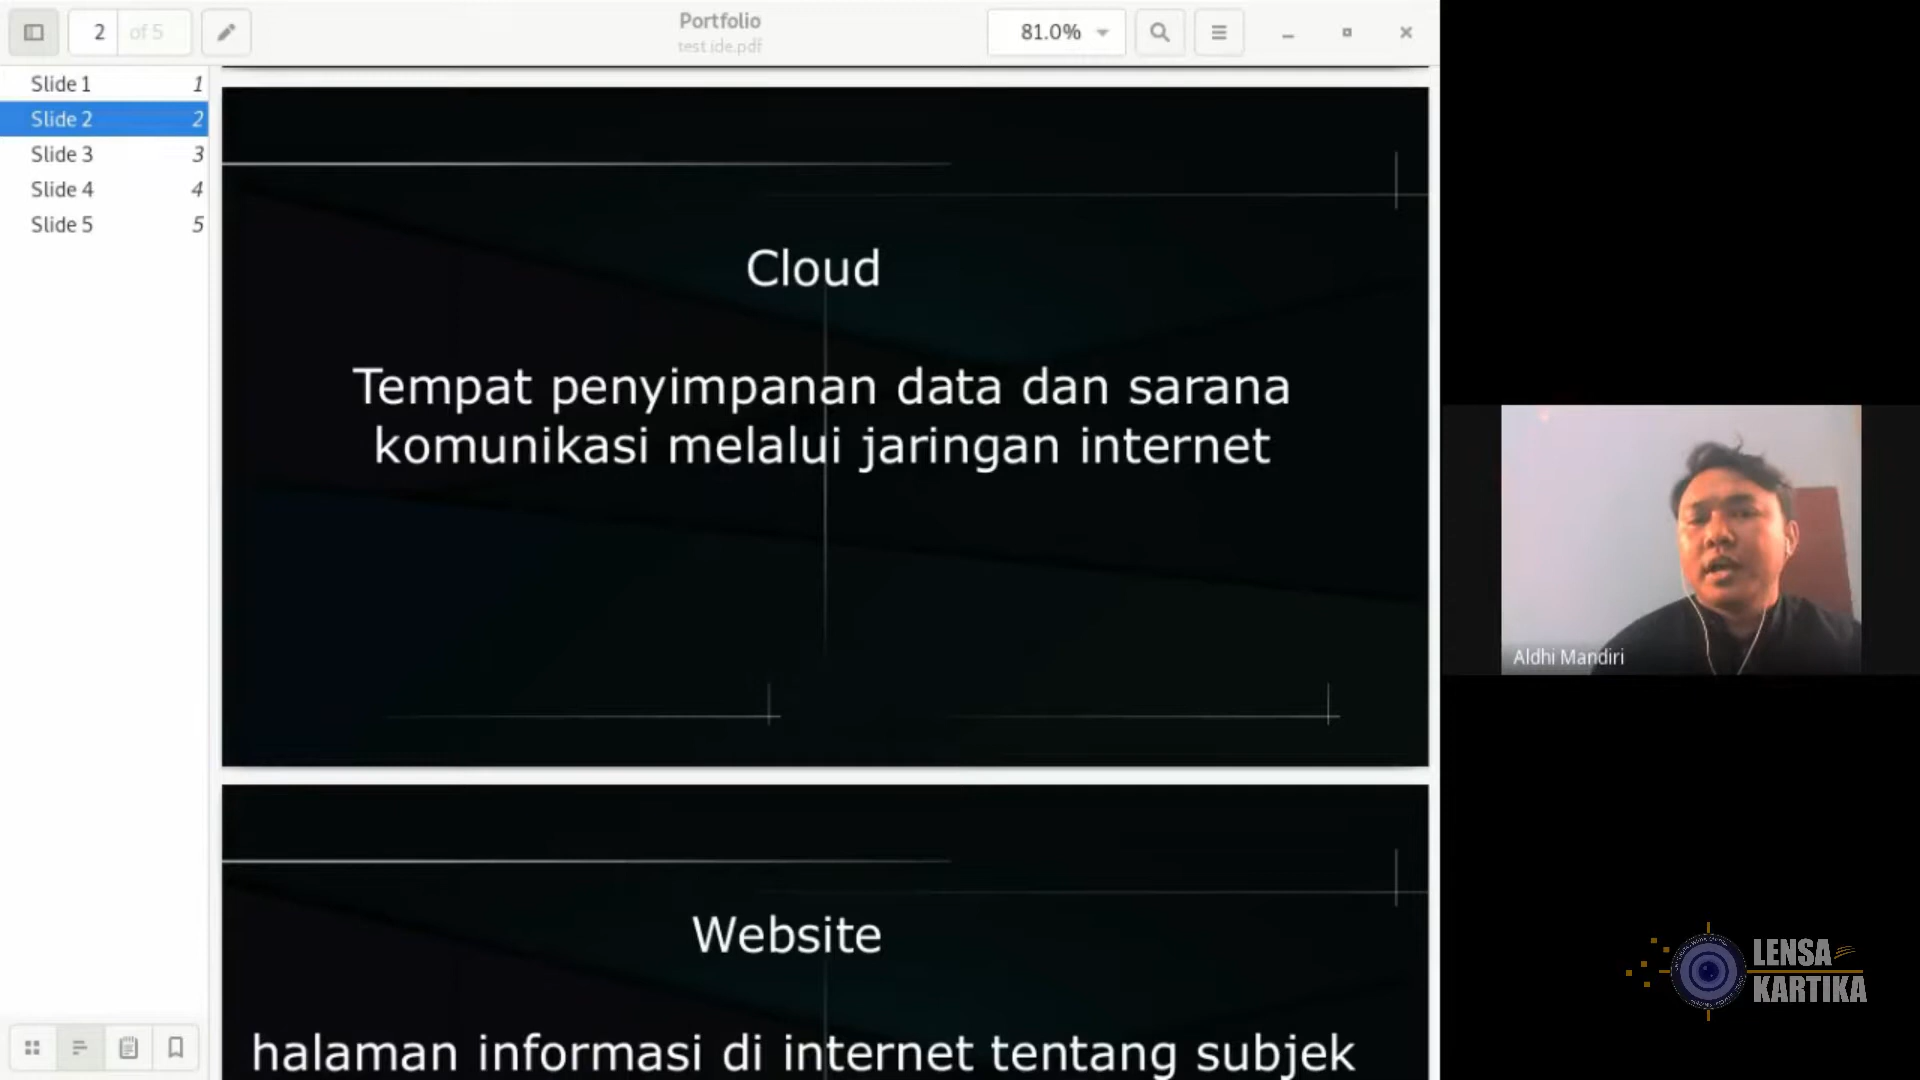 2 of 5
Portfolio
test ide.pdf
81.0%
Slide 1 1
Slide 2 2
Slide 3 3
Slide 4 4
Slide 5 5
Cloud
Tempat penyimpanan data dan sarana
komunikasi melalui jaringan internet
Website
halaman informasi di internet tentang subjek
Aldhi Mandiri
LENSA
KARTIKA